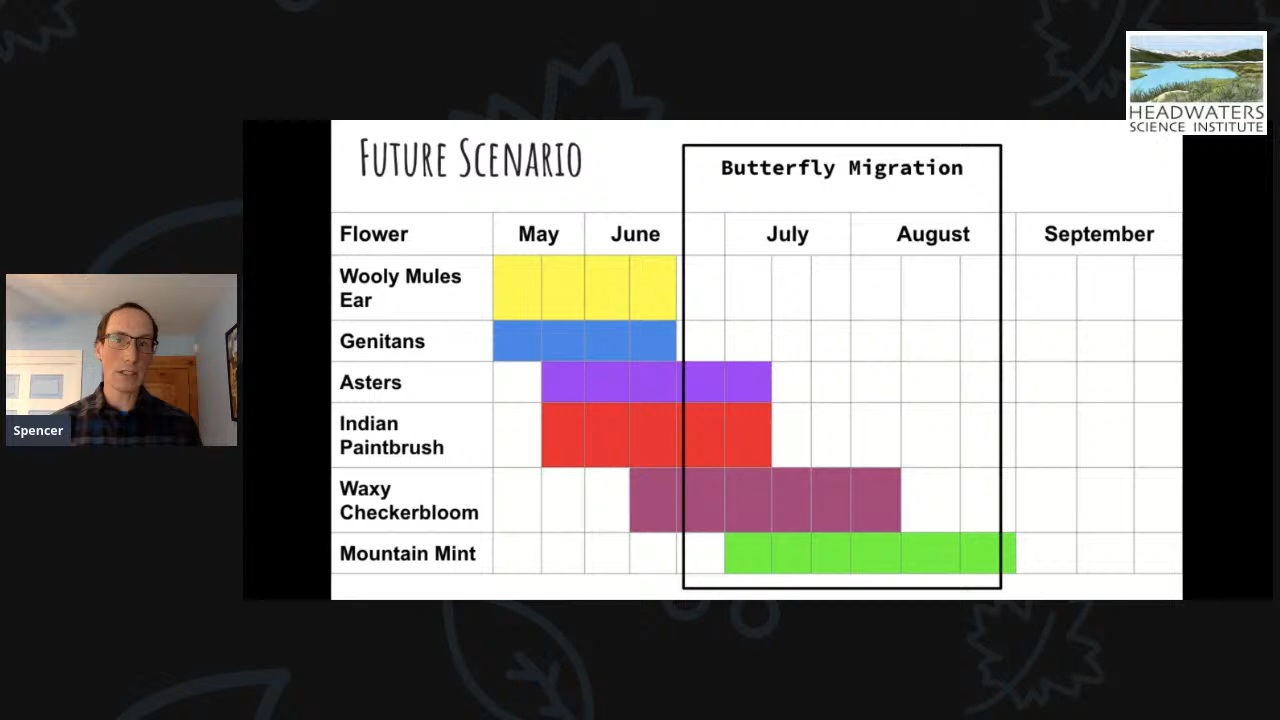 HEADWATERS
SCIENCE INSTITUTE
FUTURE SCENARIO
Butterfly Migration
Flower May June July August September
Wooly Mules
Ear
Genitans
Asters
Indian
Paintbrush
Waxy
Checkerbloom
Mountain Mint
Spencer